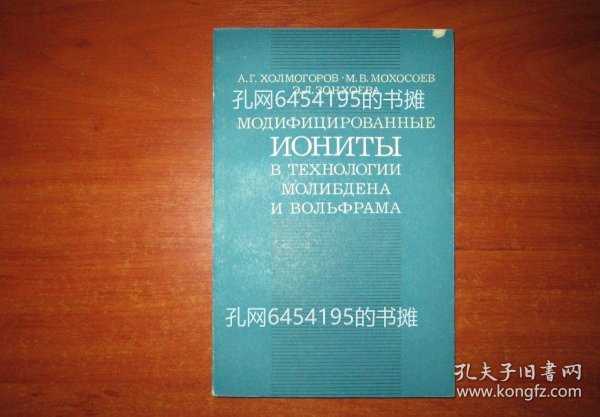 А.Г. ХОЛМОГОРОВ · М.В. МОХОСОЕВ
Э.Л. ЗОНХОЕВА
孔网6454195的书摊
МОДИФИЦИРОВАННЫЕ
ИОНИТЫ
В ТЕХНОЛОГИИ
МОЛИБДЕНА
И ВОЛЬФРАМА
孔网6454195的书摊
孔夫子旧书网
www.kongfz.com